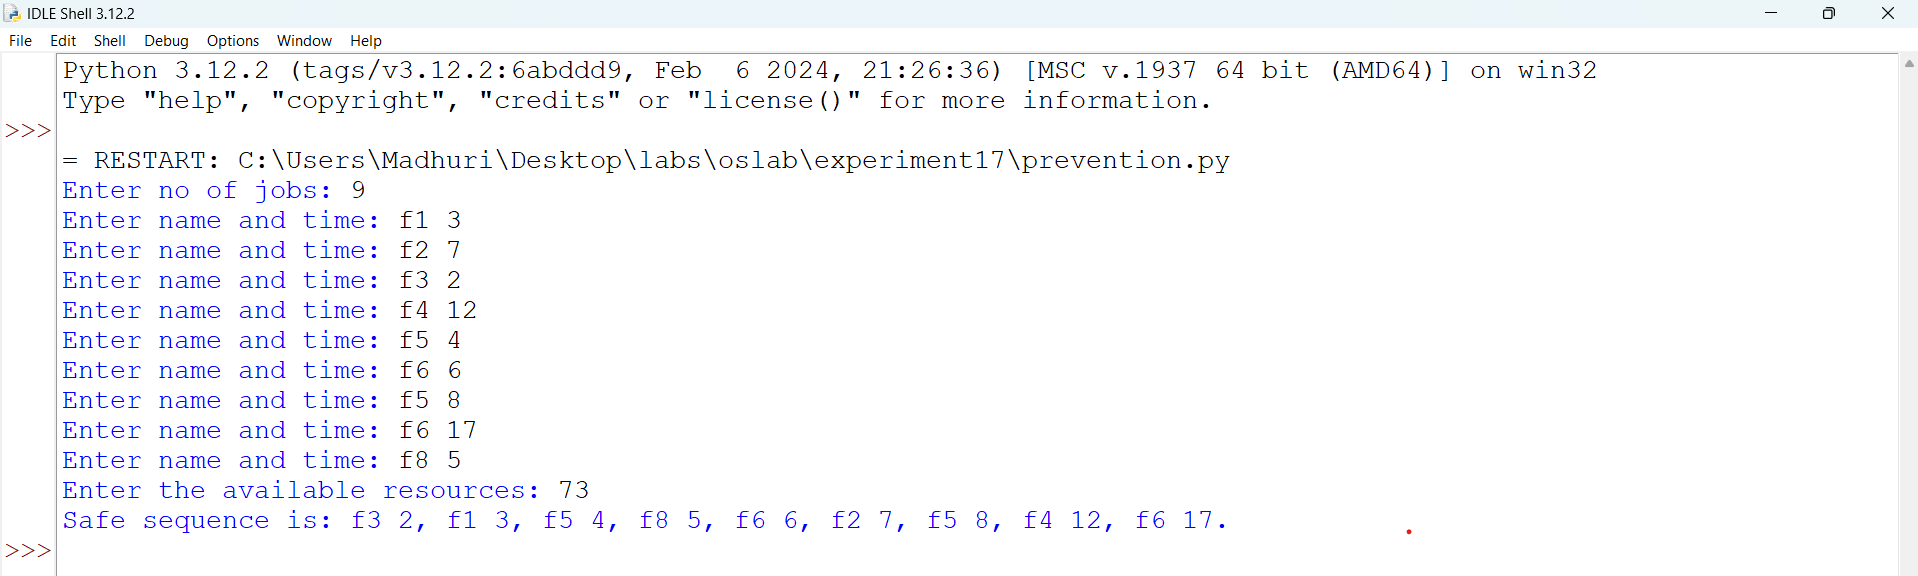 IDLE Shell 3.12.2
File Edit Shell Debug Options Window Help
Python 3.12.2 (tags/v3.12.2:6abddd9, Feb  6 2024, 21:26:36) [MSC v.1937 64 bit (AMD64)] on win32
Type "help", "copyright", "credits" or "license()" for more information.
>>>
= RESTART: C:\Users\Madhuri\Desktop\labs\oslab\experiment17\prevention.py
Enter no of jobs: 9
Enter name and time: f1 3
Enter name and time: f2 7
Enter name and time: f3 2
Enter name and time: f4 12
Enter name and time: f5 4
Enter name and time: f6 6
Enter name and time: f5 8
Enter name and time: f6 17
Enter name and time: f8 5
Enter the available resources: 73
Safe sequence is: f3 2, f1 3, f5 4, f8 5, f6 6, f2 7, f5 8, f4 12, f6 17.
>>>